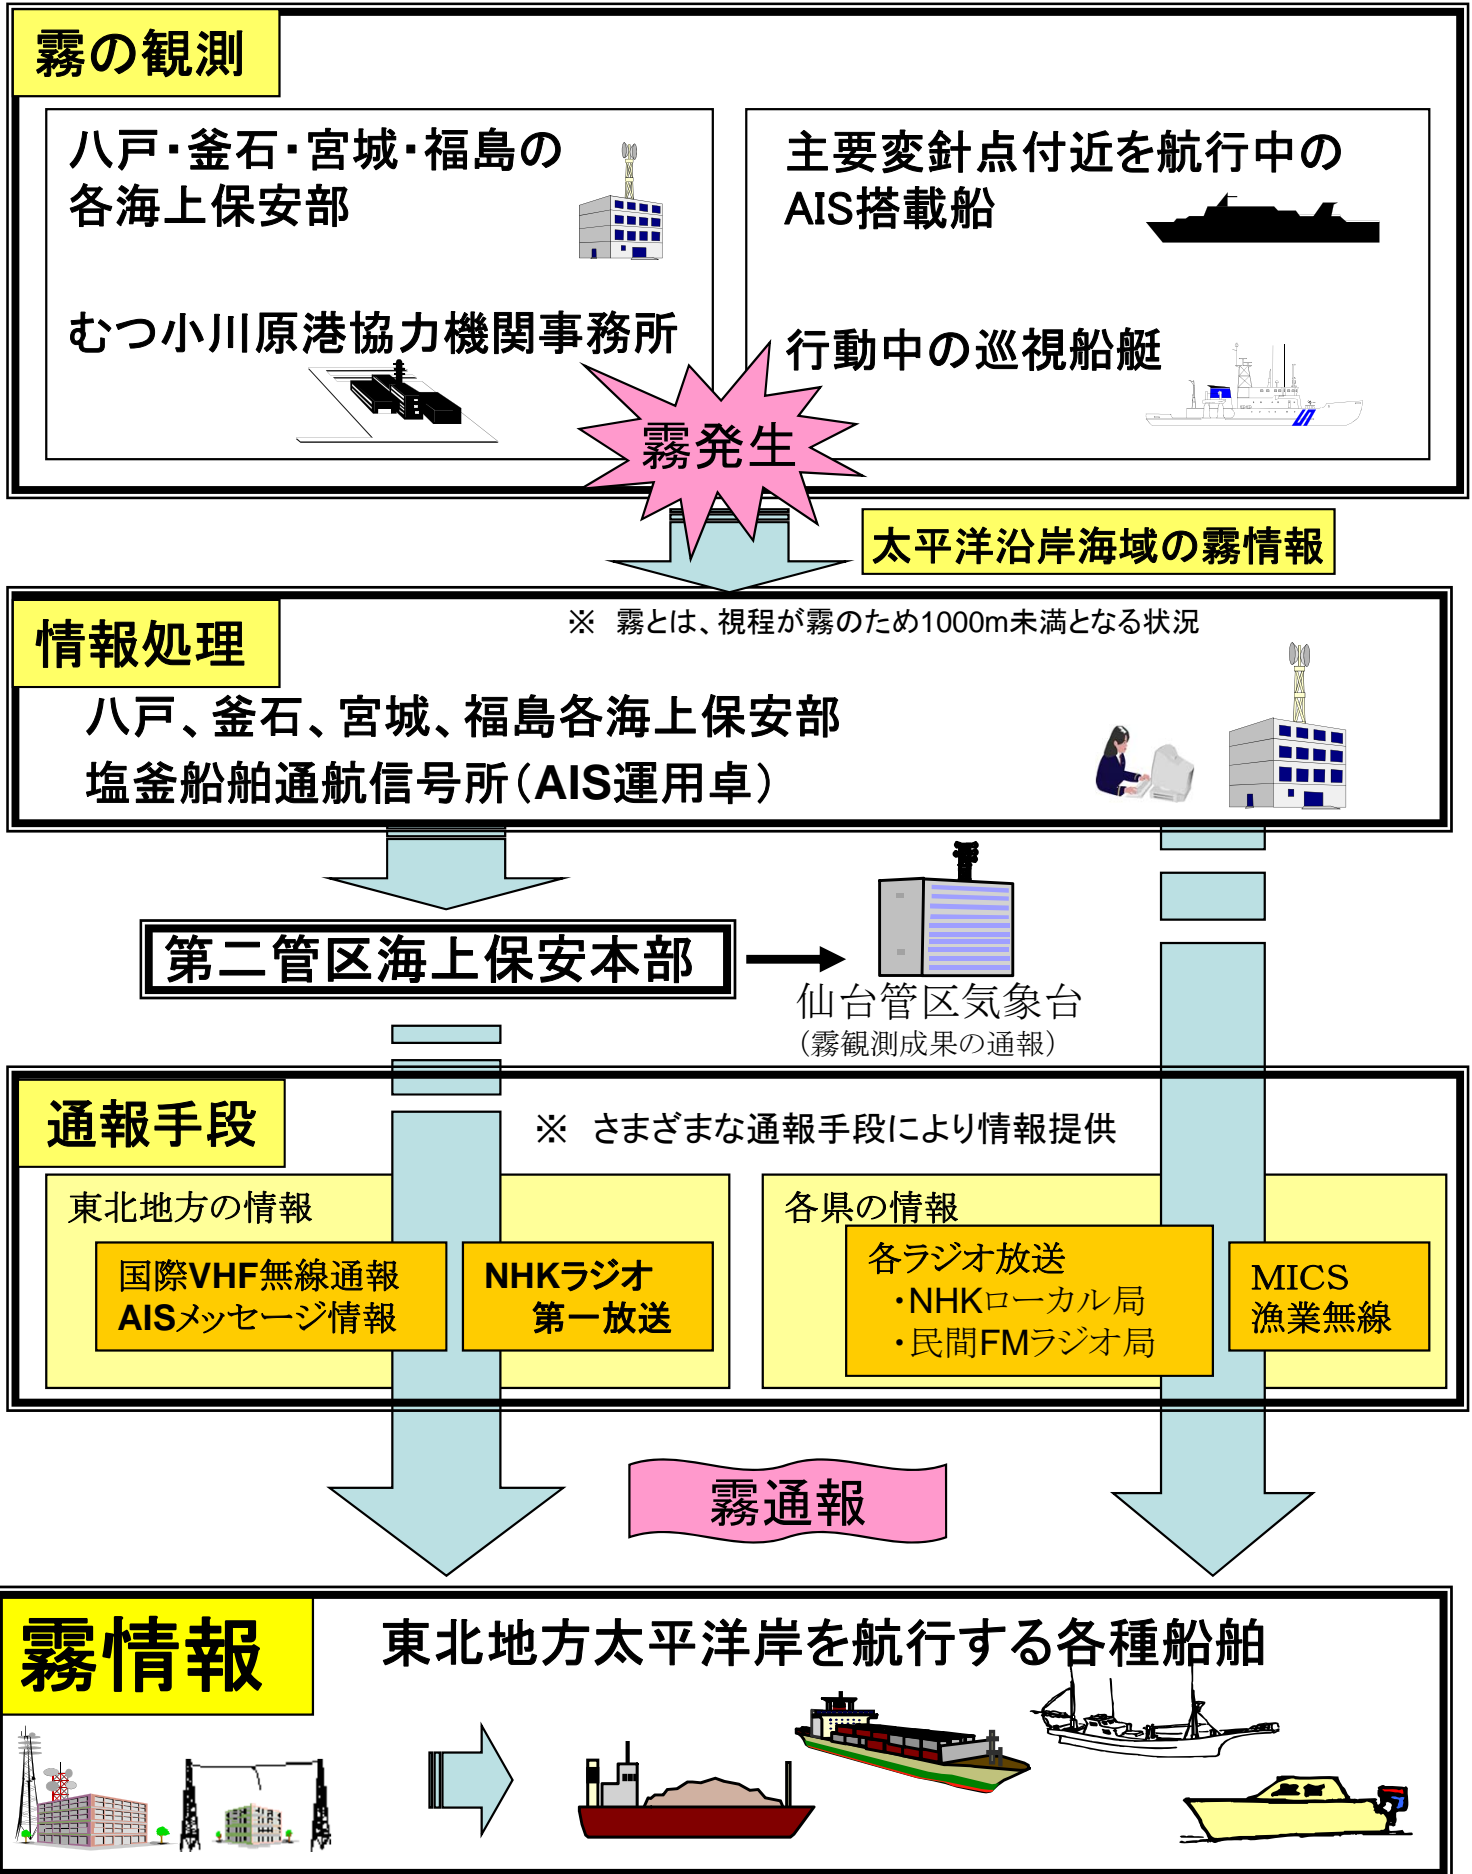 霧の観測
八戸・釜石・宮城・福島の
各海上保安部
むつ小川原港協力機関事務所
主要変針点付近を航行中の
AIS搭載船
行動中の巡視船艇
霧発生
太平洋沿岸海域の霧情報
情報処理
※ 霧とは、視程が霧のため1000m未満となる状況
八戸、釜石、宮城、福島各海上保安部
塩釜船舶通航信号所（AIS運用卓）
第二管区海上保安本部
仙台管区気象台
（霧観測成果の通報）
通報手段
※ さまざまな通報手段により情報提供
東北地方の情報
国際VHF無線通報
AISメッセージ情報
NHKラジオ
第一放送
各県の情報
各ラジオ放送
・NHKローカル局
・民間FMラジオ局
MICS
漁業無線
霧通報
霧情報
東北地方太平洋岸を航行する各種船舶